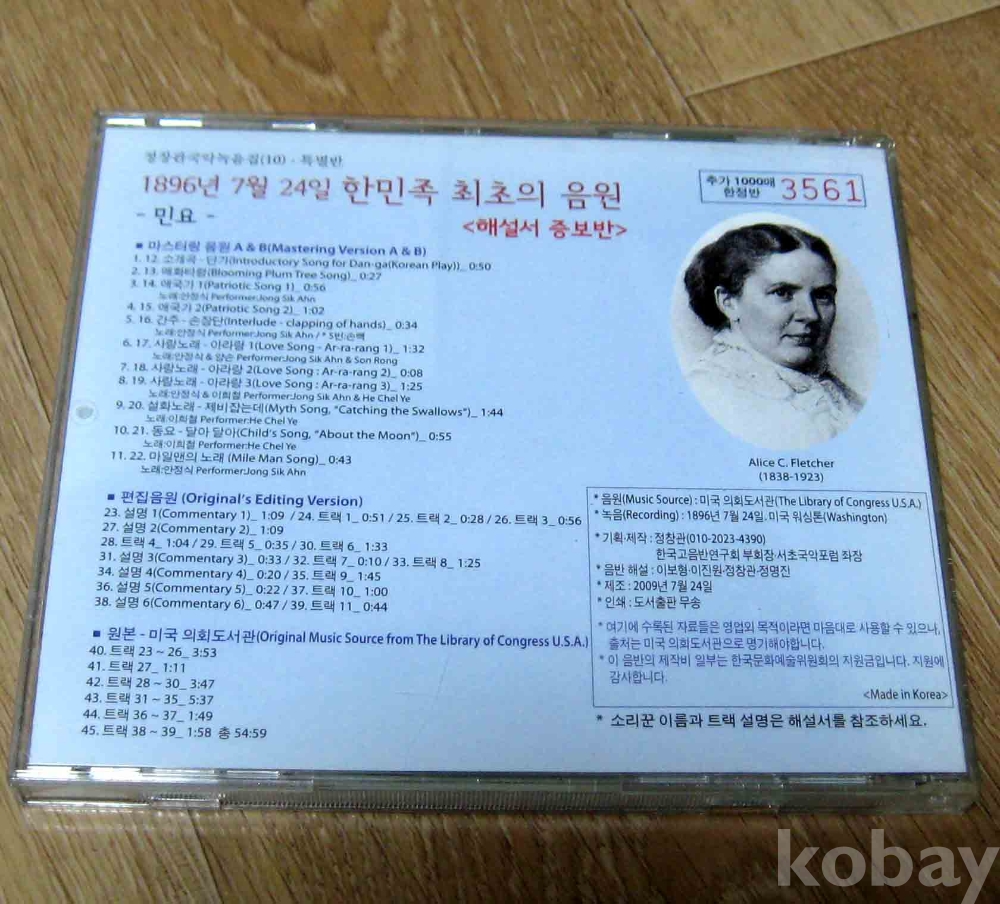 정창관국악녹음집(10) - 특별반
1896년 7월 24일 한민족 최초의 음원
- 민요 -
<해설서 증보반>
추가 1000매
한정반
3561
▪ 마스터링 음원 A & B(Mastering Version A & B)
1. 12. 소개곡 - 단가(Introductory Song for Dan-ga(Korean Play))_ 0:50
2. 13. 매화타령(Blooming Plum Tree Song)_ 0:27
3. 14. 애국가 1(Patriotic Song 1)_ 0:56
노래:안정식 Performer:Jong Sik Ahn
4. 15. 애국가 2(Patriotic Song 2)_ 1:02
5. 16. 간주 - 손장단(Interlude - clapping of hands)_ 0:34
노래:안정식 Performer:Jong Sik Ahn / * 5번:손뼉
6. 17. 사랑노래 - 아라랑 1(Love Song - Ar-ra-rang 1)_ 1:32
노래:안정식 & 양손 Performer:Jong Sik Ahn & Son Rong
7. 18. 사랑노래 - 아라랑 2(Love Song : Ar-ra-rang 2)_ 0:08
8. 19. 사랑노래 - 아라랑 3(Love Song : Ar-ra-rang 3)_ 1:25
노래:안정식 & 이희철 Performer:Jong Sik Ahn & He Chel Ye
9. 20. 설화노래 - 제비잡는데(Myth Song, "Catching the Swallows")_ 1:44
노래:이희철 Performer:He Chel Ye
10. 21. 동요 - 달아 달아(Child's Song, "About the Moon")_ 0:55
노래:이희철 Performer:He Chel Ye
11. 22. 마일맨의 노래 (Mile Man Song)_ 0:43
노래:안정식 Performer:Jong Sik Ahn
▪ 편집음원 (Original's Editing Version)
23. 설명 1(Commentary 1)_ 1:09 / 24. 트랙 1_ 0:51 / 25. 트랙 2_ 0:28 / 26. 트랙 3_ 0:56
27. 설명 2(Commentary 2)_ 1:09
28. 트랙 4_ 1:04 / 29. 트랙 5_ 0:35 / 30. 트랙 6_ 1:33
31. 설명 3(Commentary 3)_ 0:33 / 32. 트랙 7_ 0:10 / 33. 트랙 8_ 1:25
34. 설명 4(Commentary 4)_ 0:20 / 35. 트랙 9_ 1:45
36. 설명 5(Commentary 5)_ 0:22 / 37. 트랙 10_ 1:00
38. 설명 6(Commentary 6)_ 0:47 / 39. 트랙 11_ 0:44
▪ 원본 - 미국 의회도서관(Original Music Source from The Library of Congress U.S.A.)
40. 트랙 23 ~ 26_ 3:53
41. 트랙 27_ 1:11
42. 트랙 28 ~ 30_ 3:47
43. 트랙 31 ~ 35_ 5:37
44. 트랙 36 ~ 37_ 1:49
45. 트랙 38 ~ 39_ 1:58 총 54:59
Alice C. Fletcher
(1838-1923)
* 음원(Music Source) : 미국 의회도서관(The Library of Congress U.S.A.)
* 녹음(Recording) : 1896년 7월 24일. 미국 워싱톤(Washington)
* 기획·제작 : 정창관(010-2023-4390)
한국고음반연구회 부회장·서초국악포럼 좌장
* 음반 해설 : 이보형·이진원·정창관·정명진
* 제조 : 2009년 7월 24일
* 인쇄 : 도서출판 무송
* 여기에 수록된 자료들은 영업외 목적이라면 마음대로 사용할 수 있으나,
출처는 미국 의회도서관으로 명기해야합니다.
* 이 음반의 제작비 일부는 한국문화예술위원회의 지원금입니다. 지원에
감사합니다.
<Made in Korea>
* 소리꾼 이름과 트랙 설명은 해설서를 참조하세요.
kobay